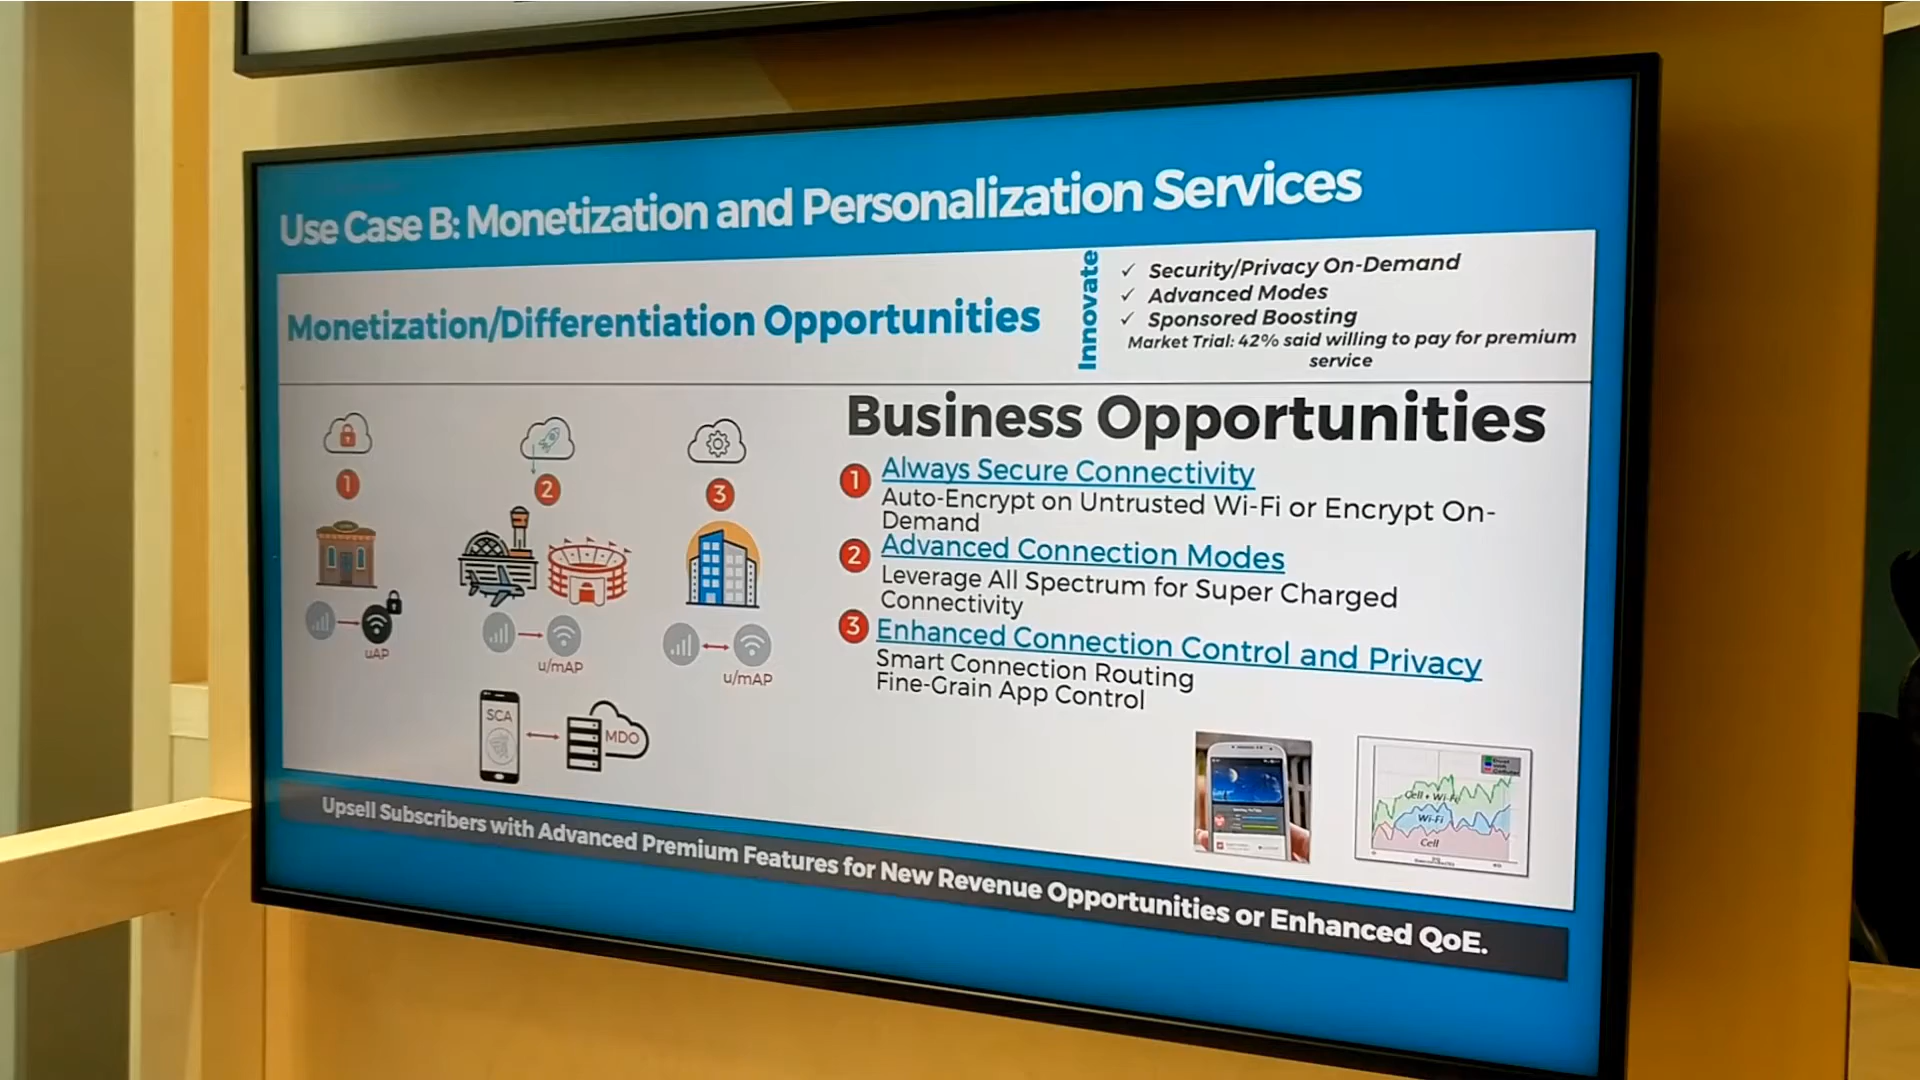 Use Case B: Monetization and Personalization Services
Monetization/Differentiation Opportunities
Innovate
✓ Security/Privacy On-Demand
✓ Advanced Modes
✓ Sponsored Boosting
Market Trial: 42% said willing to pay for premium
service
1
2
3
uAP
u/mAP
u/mAP
SCA
MDO
Business Opportunities
1 Always Secure Connectivity
Auto-Encrypt on Untrusted Wi-Fi or Encrypt On-
Demand
2 Advanced Connection Modes
Leverage All Spectrum for Super Charged
Connectivity
3 Enhanced Connection Control and Privacy
Smart Connection Routing
Fine-Grain App Control
Cell + Wi-Fi
Wi-Fi
Cell
Upsell Subscribers with Advanced Premium Features for New Revenue Opportunities or Enhanced QoE.